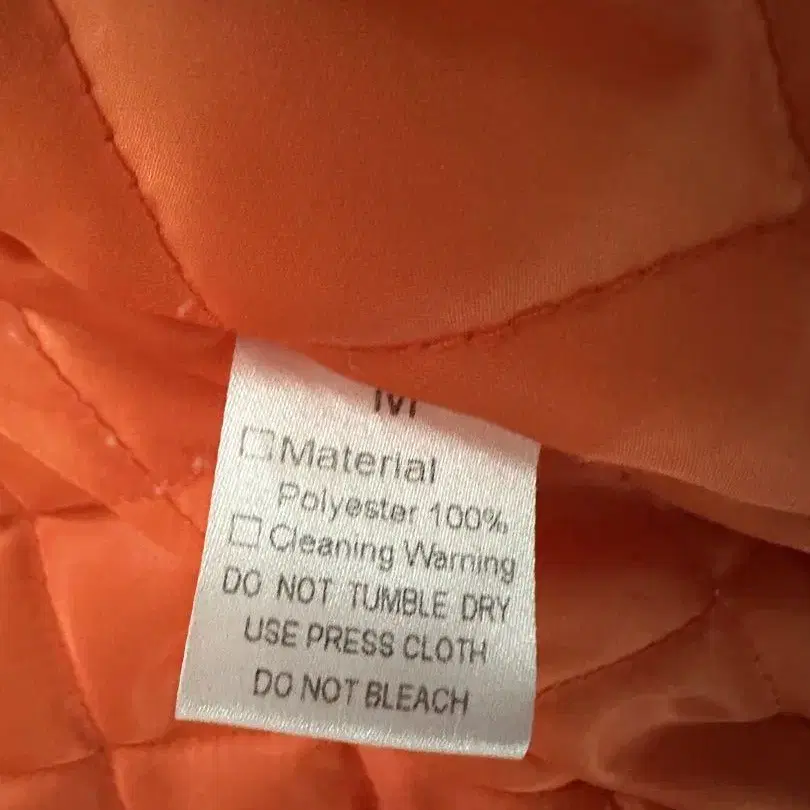 M
□Material
Polyester 100%
□Cleaning Warning
DO NOT TUMBLE DRY
USE PRESS CLOTH
DO NOT BLEACH